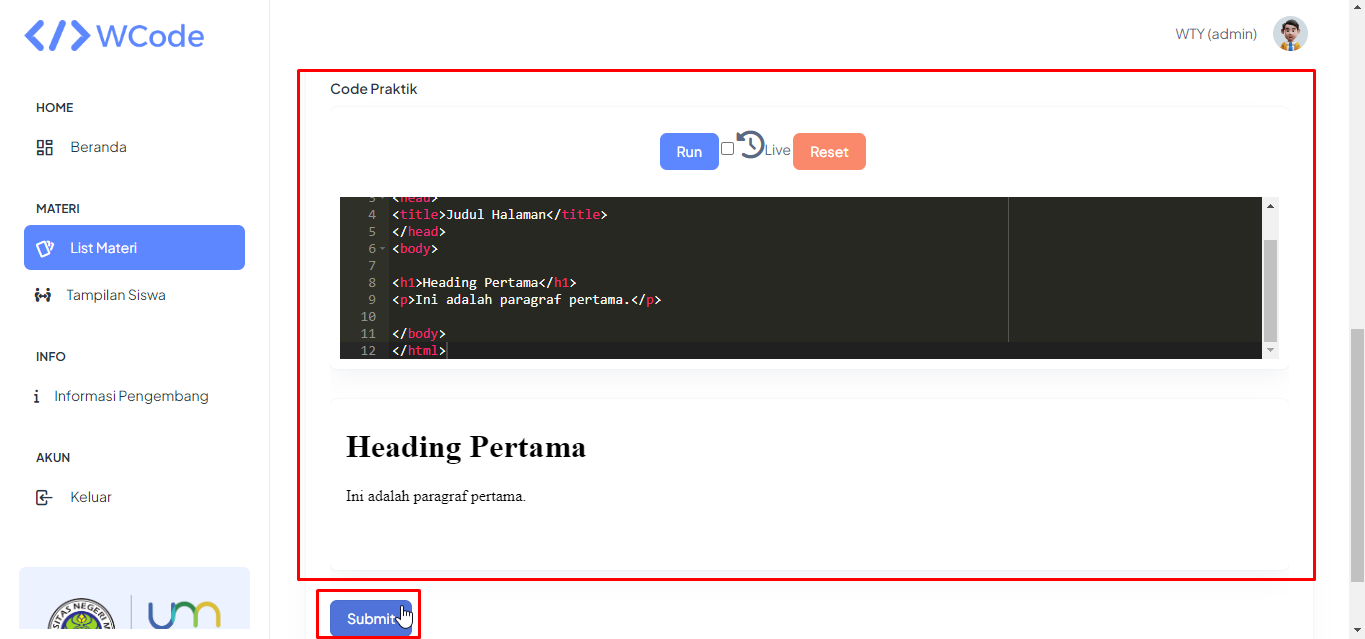 </> WCode
WTY (admin)
HOME
Beranda
MATERI
List Materi
Tampilan Siswa
INFO
i Informasi Pengembang
AKUN
Keluar
um
Code Praktik
Run Live Reset
3 <head>
4 <title>Judul Halaman</title>
5 </head>
6 <body>
7
8 <h1>Heading Pertama</h1>
9 <p>Ini adalah paragraf pertama.</p>
10
11 </body>
12 </html>
Heading Pertama
Ini adalah paragraf pertama.
Submit